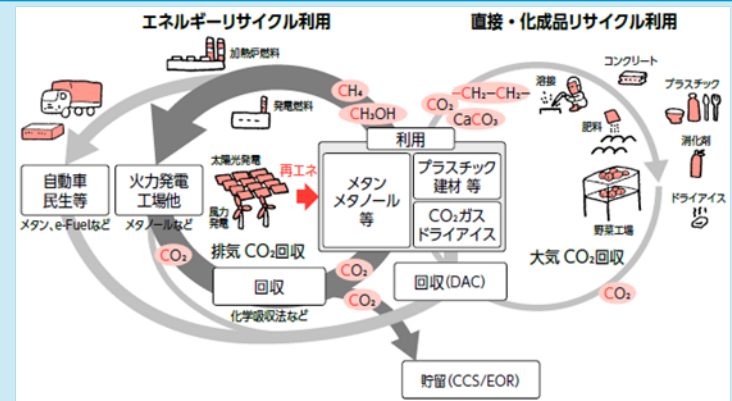 エネルギーリサイクル利用
直接・化成品リサイクル利用
加熱炉燃料
発電燃料
CH₄
CH₃OH
CO₂
-CH₂-CH₂-
CaCO₃
溶接
コンクリート
プラスチック
肥料
消化剤
ドライアイス
野菜工場
利用
メタン
メタノール
等
プラスチック
建材 等
CO₂ガス
ドライアイス
再エネ
太陽光発電
風力
発電
自動車
民生等
メタン、e-Fuelなど
火力発電
工場他
メタノールなど
排気 CO₂回収
大気 CO₂回収
CO₂
回収
化学吸収法など
CO₂
CO₂
回収(DAC)
CO₂
貯留(CCS/EOR)